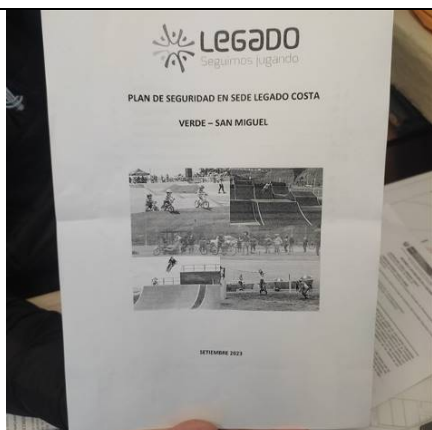 LEGADO
Seguimos jugando
PLAN DE SEGURIDAD EN SEDE LEGADO COSTA
VERDE – SAN MIGUEL
SETIEMBRE 2023